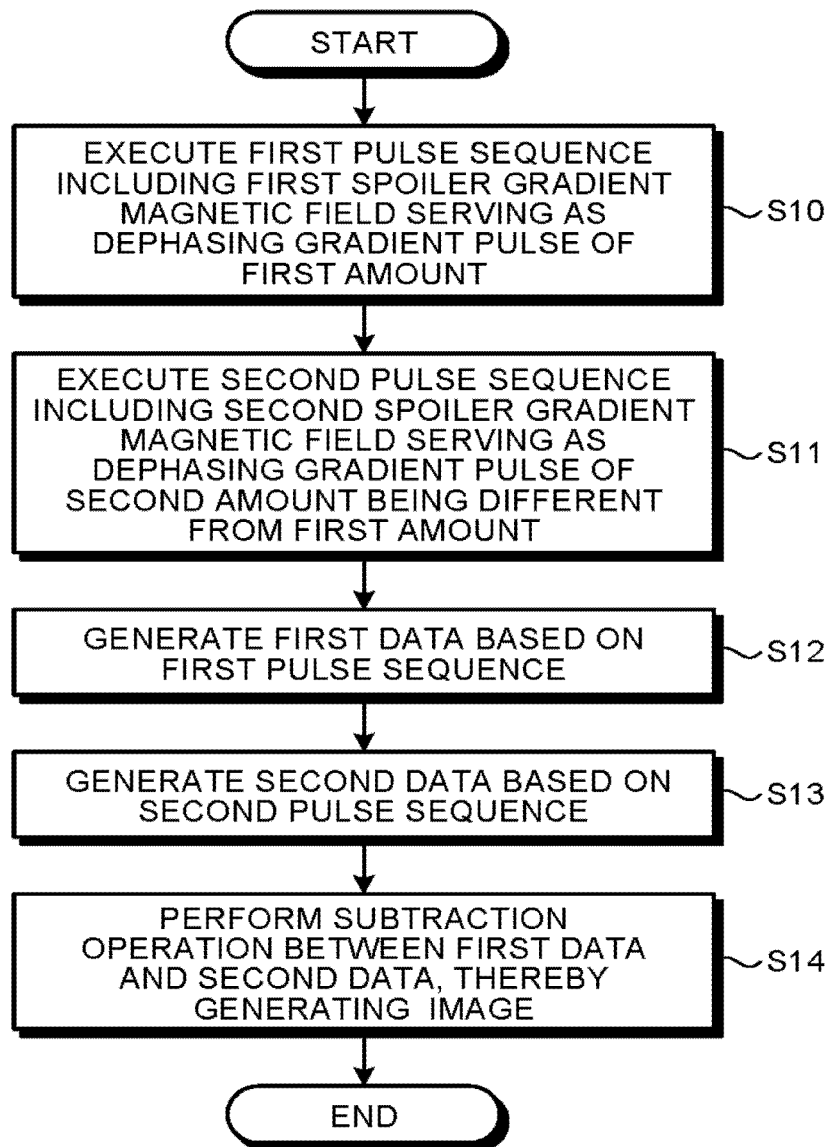 START
EXECUTE FIRST PULSE SEQUENCE
INCLUDING FIRST SPOILER GRADIENT
MAGNETIC FIELD SERVING AS
DEPHASING GRADIENT PULSE OF
FIRST AMOUNT
S10
EXECUTE SECOND PULSE SEQUENCE
INCLUDING SECOND SPOILER GRADIENT
MAGNETIC FIELD SERVING AS
DEPHASING GRADIENT PULSE OF
SECOND AMOUNT BEING DIFFERENT
FROM FIRST AMOUNT
S11
GENERATE FIRST DATA BASED ON
FIRST PULSE SEQUENCE
S12
GENERATE SECOND DATA BASED ON
SECOND PULSE SEQUENCE
S13
PERFORM SUBTRACTION
OPERATION BETWEEN FIRST DATA
AND SECOND DATA, THEREBY
GENERATING IMAGE
S14
END